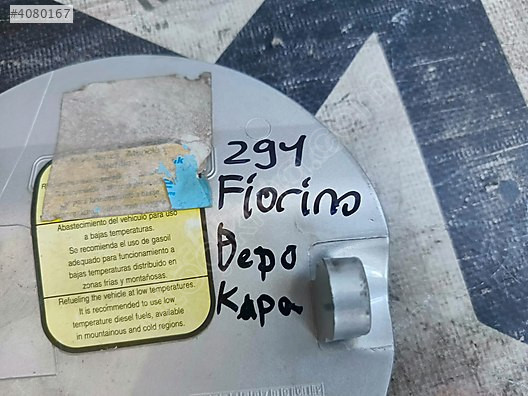 #4080167
294
Fiorino
Depo
Kapa
Abastecimiento del vehículo para uso
a bajas temperaturas.
Se recomienda el uso de gasoil
adecuado para funcionamiento a
bajas temperaturas distribuido en
zonas frias y montañosas.
Refueling the vehicle at low temperatures.
It is recommended to use low
temperature diesel fuels, available
in mountainous and cold regions.